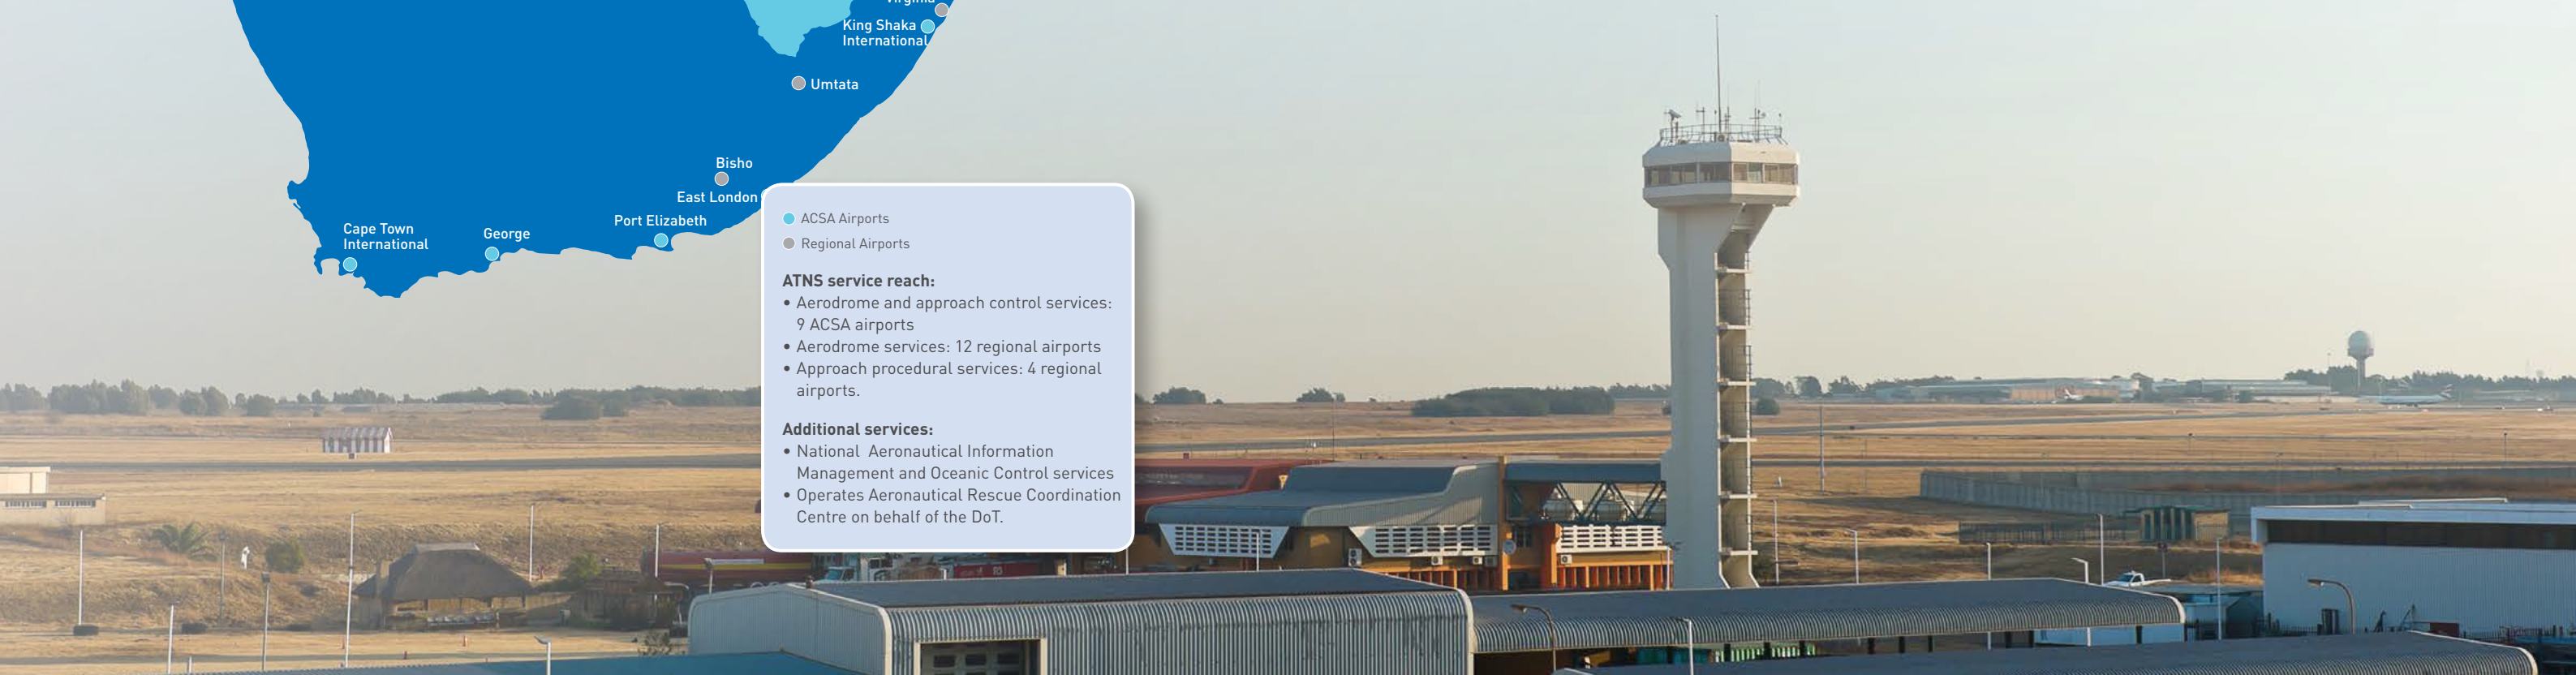 Virginia
King Shaka
International
Umtata
Bisho
East London
Port Elizabeth
George
Cape Town
International
ACSA Airports
Regional Airports
ATNS service reach:
• Aerodrome and approach control services:
9 ACSA airports
• Aerodrome services: 12 regional airports
• Approach procedural services: 4 regional
airports.
Additional services:
• National  Aeronautical Information
Management and Oceanic Control services
• Operates Aeronautical Rescue Coordination
Centre on behalf of the DoT.